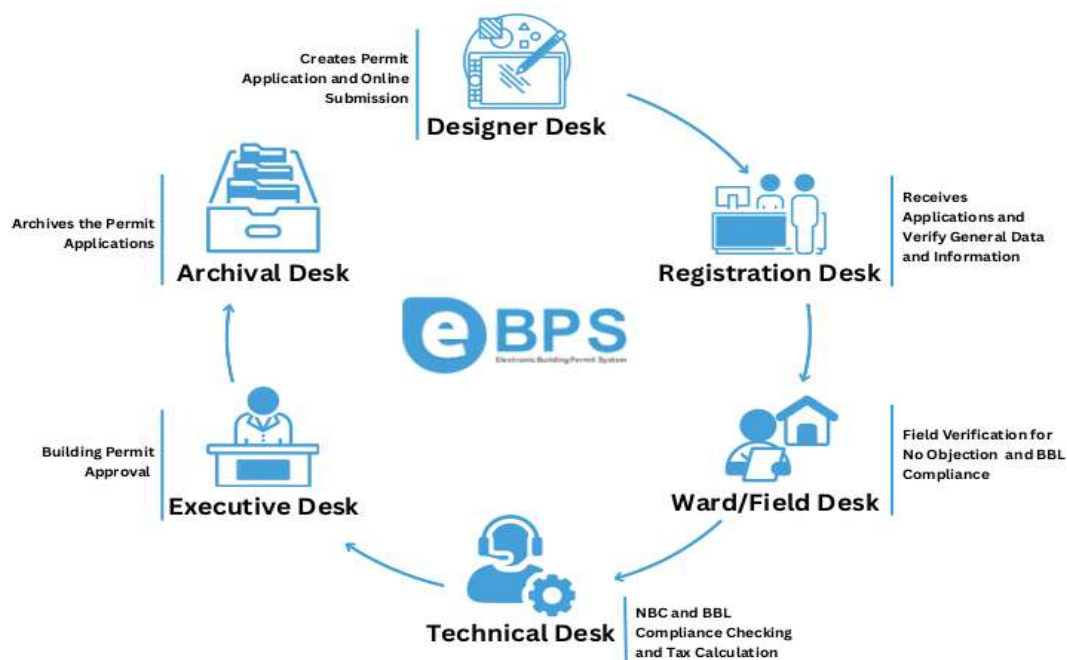 Creates Permit
Application and Online
Submission
Designer Desk
Receives
Applications and
Verify General Data
and Information
Registration Desk
Field Verification for
No Objection and BBL
Compliance
Ward/Field Desk
NBC and BBL
Compliance Checking
and Tax Calculation
Technical Desk
Building Permit
Approval
Executive Desk
Archives the Permit
Applications
Archival Desk
e BPS
Electronic Building Permit System